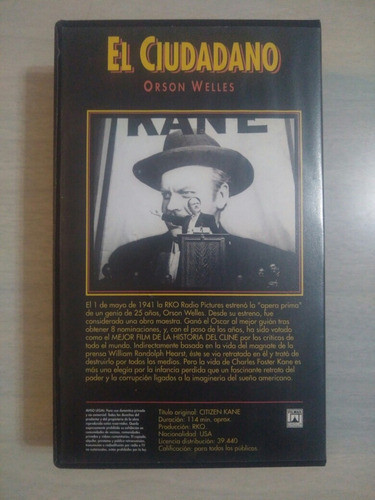 EL CIUDADANO
ORSON WELLES
KANE
El 1 de mayo de 1941 la RKO Radio Pictures estrenó la "opera prima"
de un genio de 25 años, Orson Welles. Desde su estreno, fue
considerada una obra maestra. Ganó el Oscar al mejor guión tras
obtener 8 nominaciones, y, con el paso de los años, ha sido votada
como el MEJOR FILM DE LA HISTORIA DEL CLINE por los críticos de
todo el mundo. Indirectamente basada en la vida del magnate de la
prensa William Randolph Hearst, éste se vio retratado en él y trató de
destruirlo por todos los medios. Pero la vida de Charles Foster Kane es
más una elegía por la infancia perdida que un fascinante retrato del
poder y la corrupción ligados a la imaginería del sueño americano.
Título original: CITIZEN KANE
Duración: 114 min. aprox.
Producción: RKO
Nacionalidad: USA
Licencia distribución: 39.440
Calificación: para todos los públicos